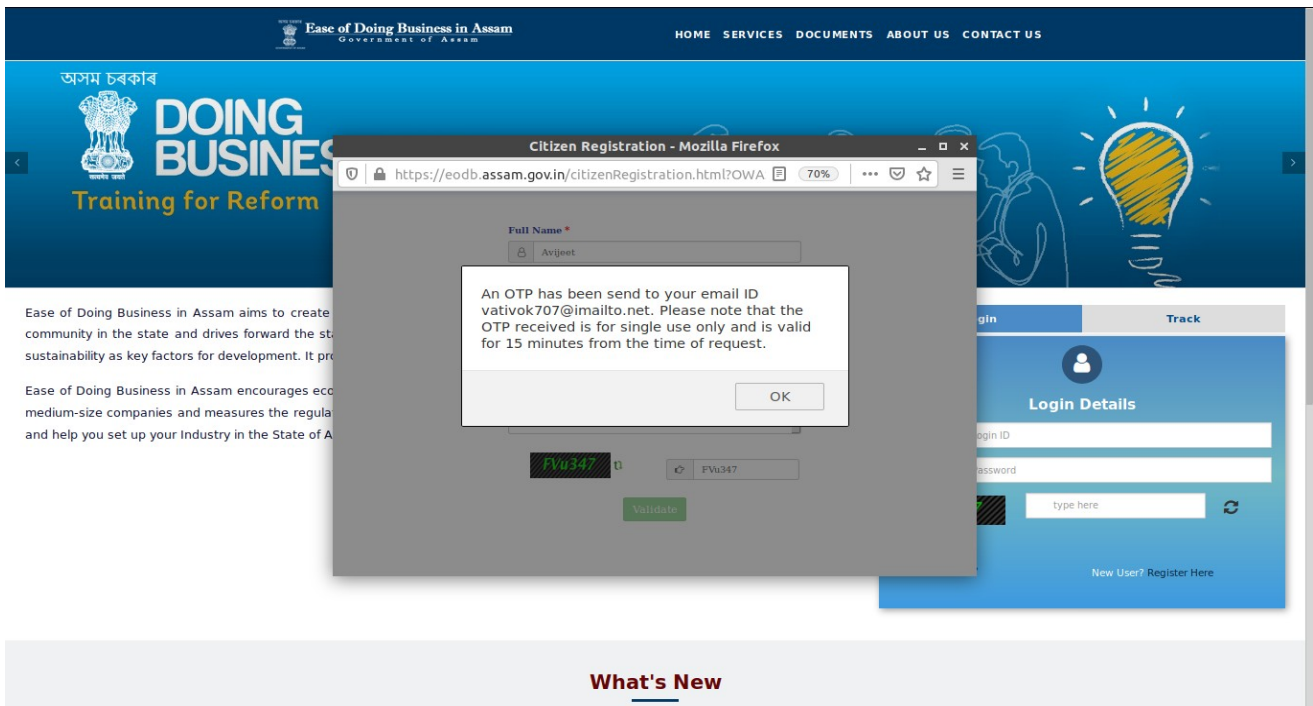 Ease of Doing Business in Assam
Government of Assam
HOME SERVICES DOCUMENTS ABOUT US CONTACT US
অসম চৰকাৰ
DOING
BUSINES
सत्यमेव जयते
Training for Reform
Citizen Registration - Mozilla Firefox
https://eodb.assam.gov.in/citizenRegistration.html?OWA 70%
Full Name *
Avijeet
An OTP has been send to your email ID
vativok707@imailto.net. Please note that the
OTP received is for single use only and is valid
for 15 minutes from the time of request.
OK
FVu347
FVu347
Validate
Ease of Doing Business in Assam aims to create
community in the state and drives forward the sta
sustainability as key factors for development. It pro
Ease of Doing Business in Assam encourages eco
medium-size companies and measures the regula
and help you set up your Industry in the State of A
gin Track
Login Details
ogin ID
assword
type here
New User? Register Here
What's New